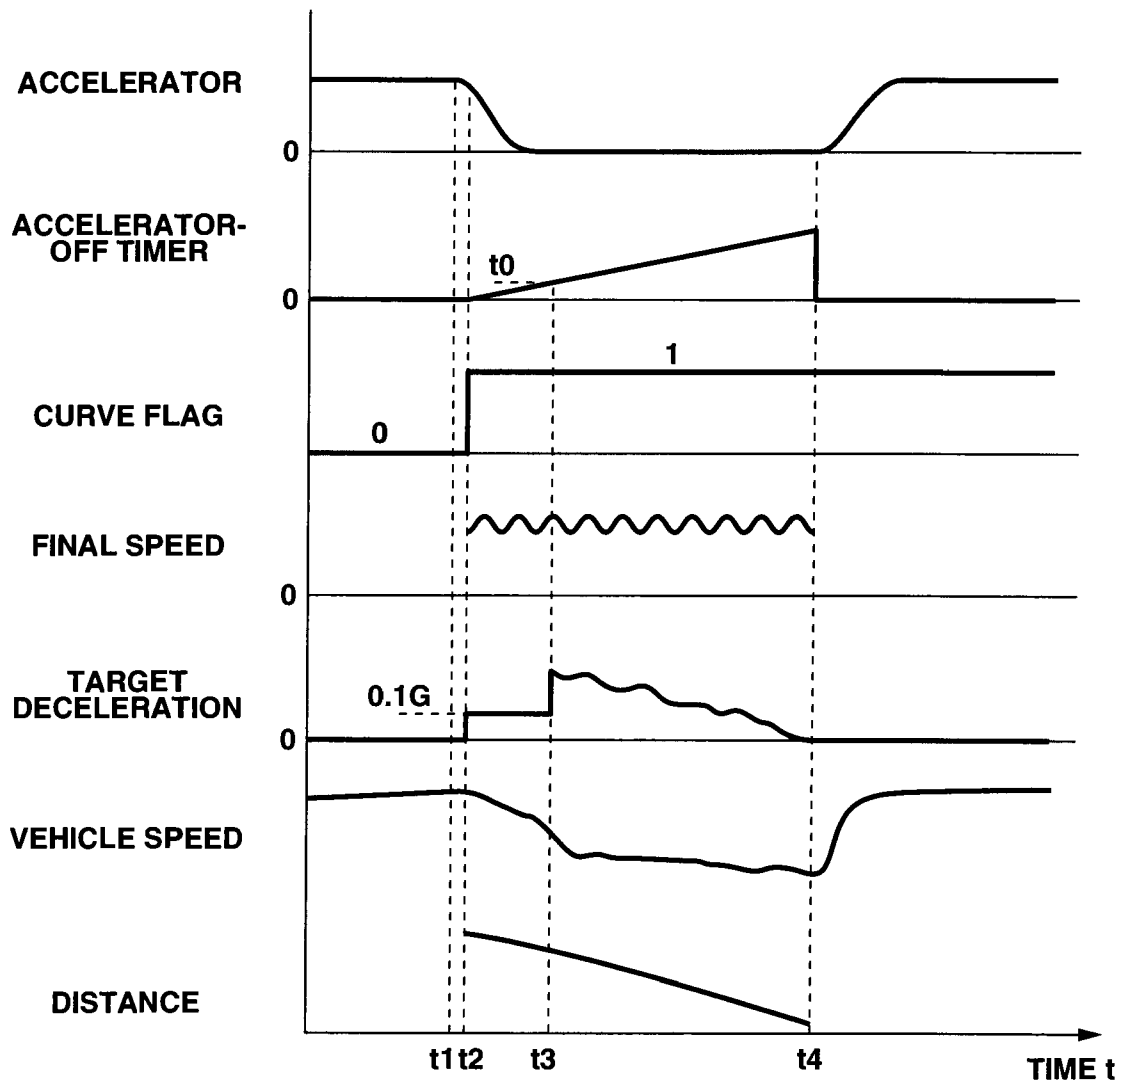 ACCELERATOR
0
ACCELERATOR-
OFF TIMER
t0
0
1
CURVE FLAG
0
FINAL SPEED
0
TARGET
DECELERATION
0.1G
0
VEHICLE SPEED
DISTANCE
t1 t2 t3 t4
TIME t